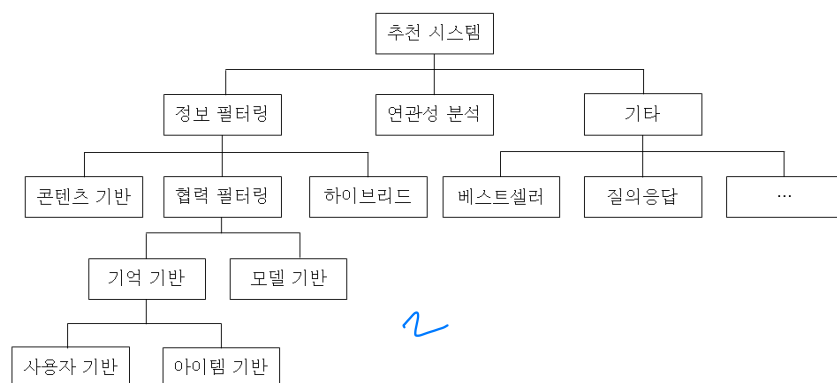 추천 시스템
정보 필터링
연관성 분석
기타
콘텐츠 기반
협력 필터링
하이브리드
베스트셀러
질의응답
…
기억 기반
모델 기반
사용자 기반
아이템 기반